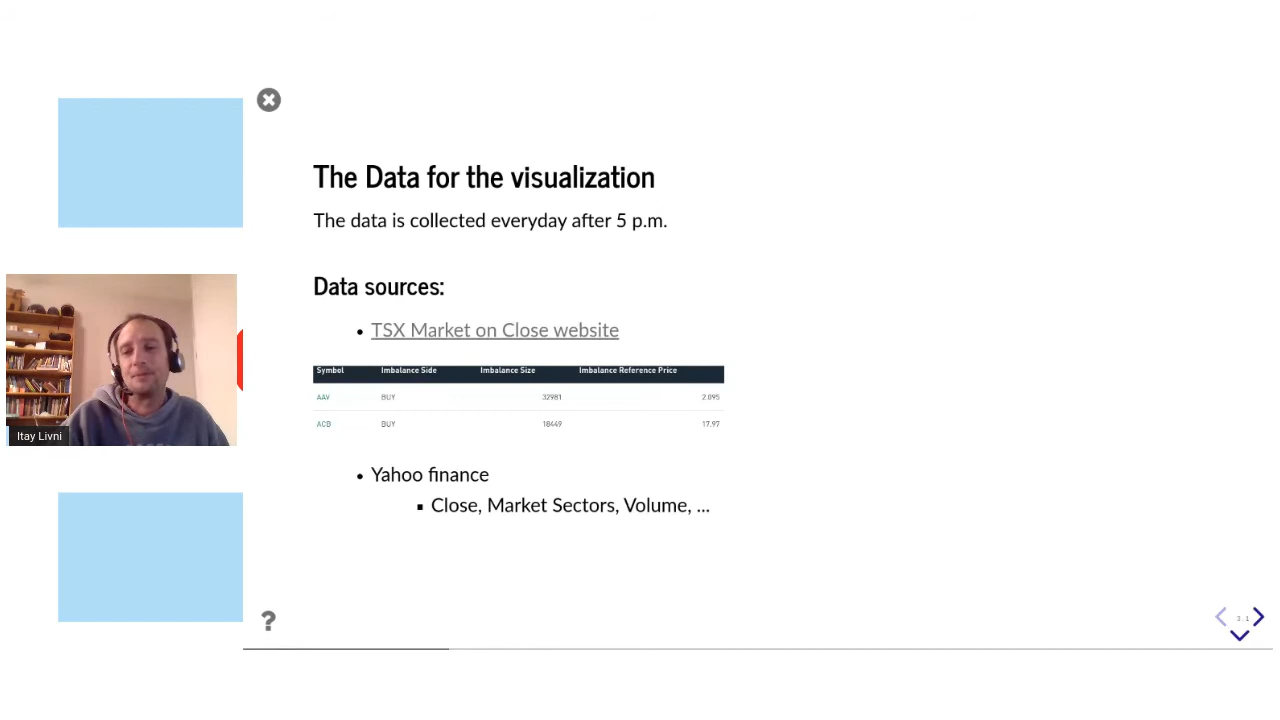 The Data for the visualization
The data is collected everyday after 5 p.m.
Data sources:
TSX Market on Close website
Symbol Imbalance Side Imbalance Size Imbalance Reference Price
AAV BUY 32981 2.095
ACB BUY 18449 17.97
Itay Livni
Yahoo finance
Close, Market Sectors, Volume, ...
?
3.1